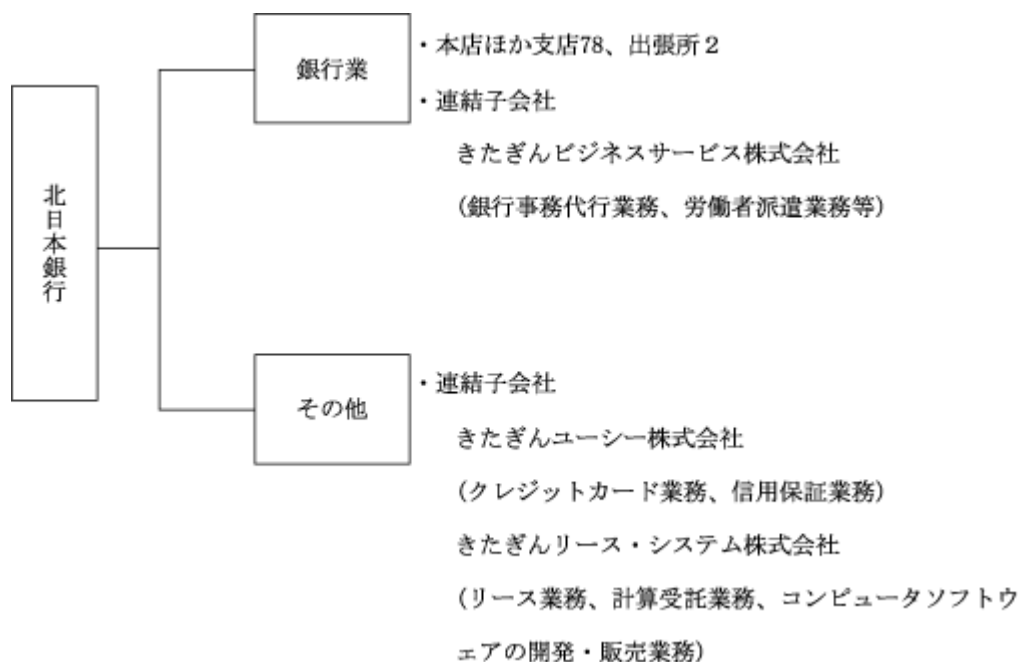 北日本銀行
銀行業
・本店ほか支店78、出張所2
・連結子会社
きたぎんビジネスサービス株式会社
(銀行事務代行業務、労働者派遣業務等)
その他
・連結子会社
きたぎんユーシー株式会社
(クレジットカード業務、信用保証業務)
きたぎんリース・システム株式会社
(リース業務、計算受託業務、コンピュータソフトウ
ェアの開発・販売業務)